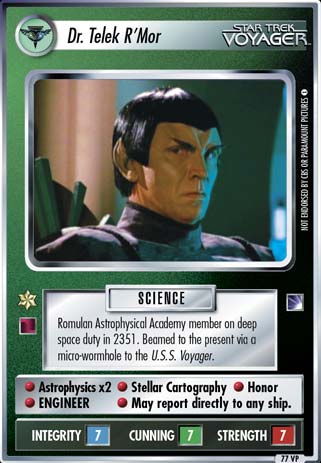 Dr. Telek R'Mor
STAR TREK
VOYAGER
NOT ENDORSED BY CBS OR PARAMOUNT PICTURES
SCIENCE
Romulan Astrophysical Academy member on deep
space duty in 2351. Beamed to the present via a
micro-wormhole to the U.S.S. Voyager.
Astrophysics x2 Stellar Cartography Honor
ENGINEER May report directly to any ship.
INTEGRITY 7 CUNNING 7 STRENGTH 7
77 VP